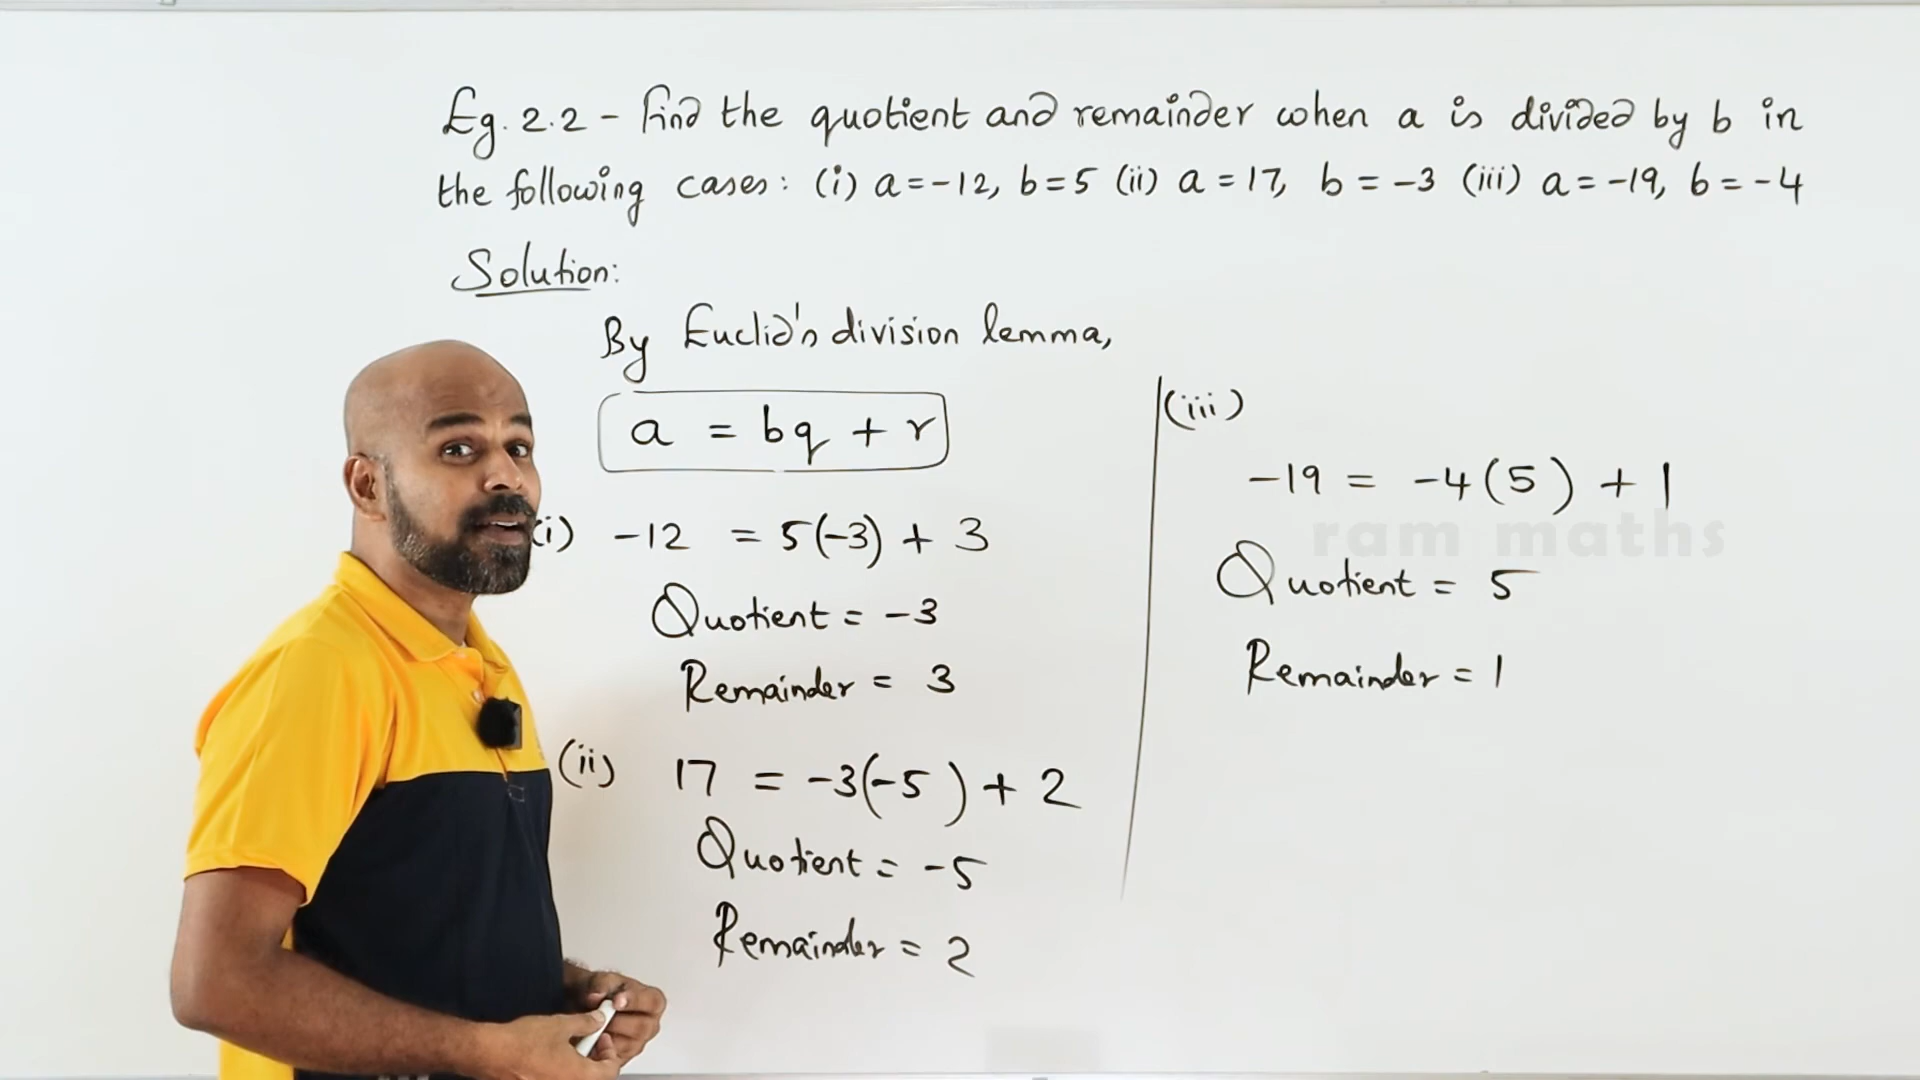 Eg. 2.2 - Find the quotient and remainder when a is divided by b in
the following cases: (i) a = -12, b = 5 (ii) a = 17, b = -3 (iii) a = -19, b = -4
Solution:
By Euclid's division lemma,
a = bq + r
(i) -12 = 5(-3) + 3
Quotient = -3
Remainder = 3
(ii) 17 = -3(-5) + 2
Quotient = -5
Remainder = 2
(iii)
-19 = -4(5) + 1
ram maths
Quotient = 5
Remainder = 1